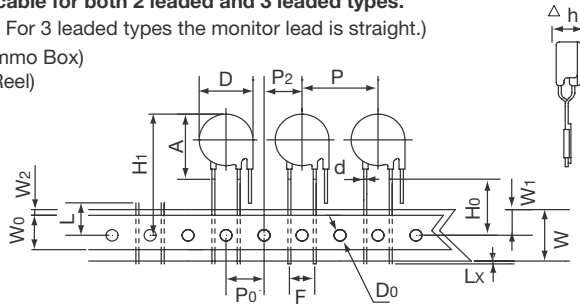 cable for both 2 leaded and 3 leaded types.
For 3 leaded types the monitor lead is straight.)
mmo Box)
Reel)
△ h
D
P2
P
A
H1
d
W2
L
W0
H0
W1
W
P0
F
D0
Lx